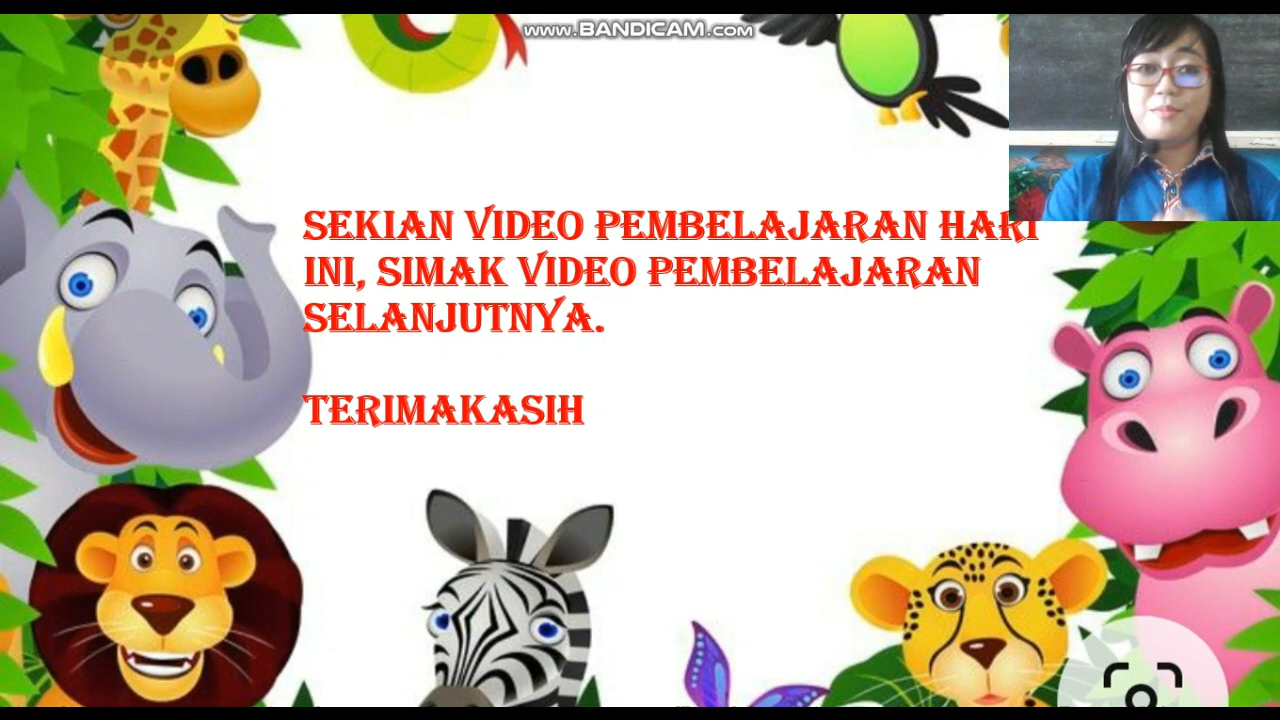 www.BANDICAM.com
SEKIAN VIDEO PEMBELAJARAN HARI
INI, SIMAK VIDEO PEMBELAJARAN
SELANJUTNYA.
TERIMAKASIH